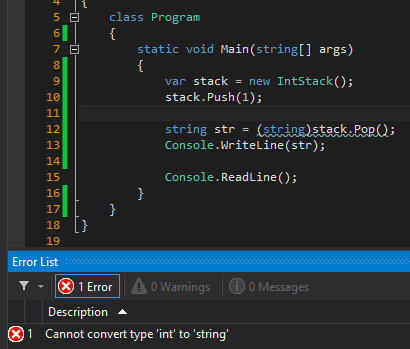 4 {
5 class Program
6 {
7 static void Main(string[] args)
8 {
9 var stack = new IntStack();
10 stack.Push(1);
11
12 string str = (string)stack.Pop();
13 Console.WriteLine(str);
14
15 Console.ReadLine();
16 }
17 }
18 }
19
Error List
1 Error 0 Warnings 0 Messages
Description
1 Cannot convert type 'int' to 'string'